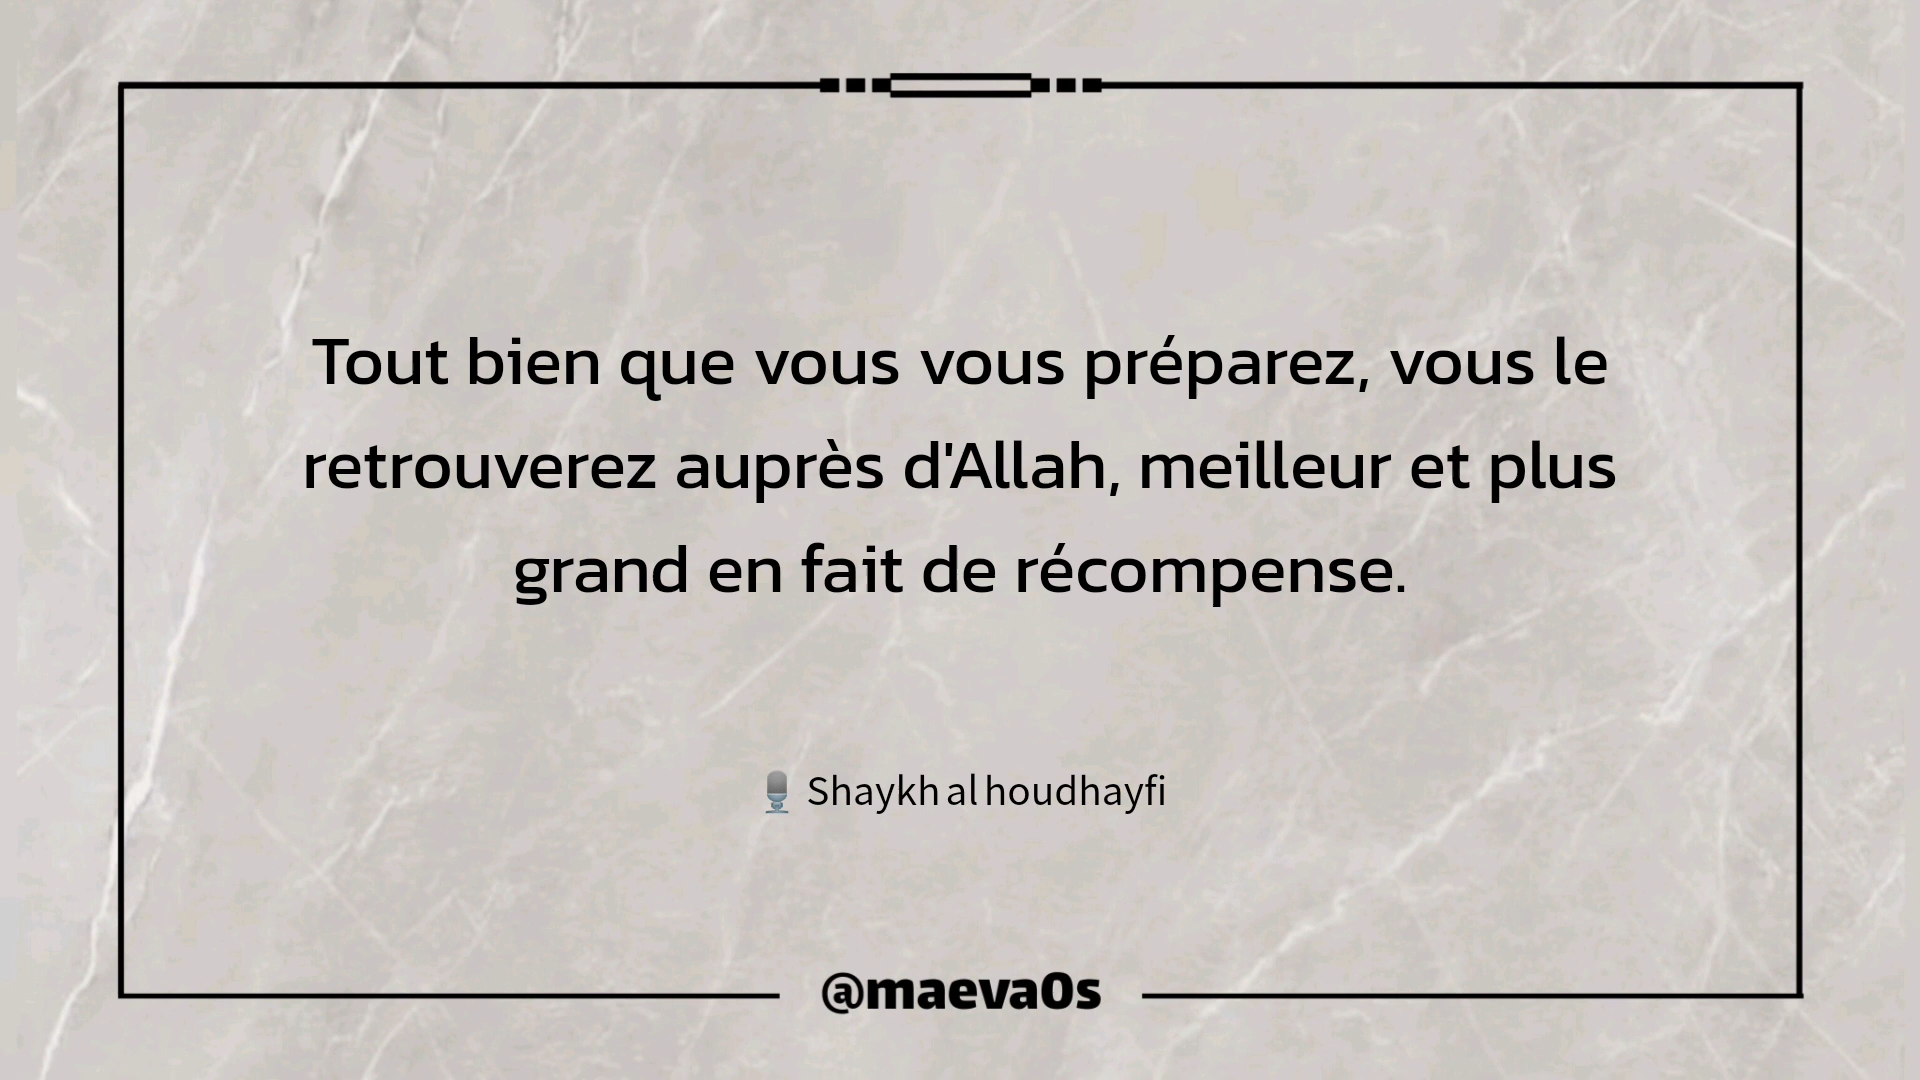 Tout bien que vous vous préparez, vous le
retrouverez auprès d'Allah, meilleur et plus
grand en fait de récompense.
🎙️ Shaykh al houdhayfi
@maeva0s